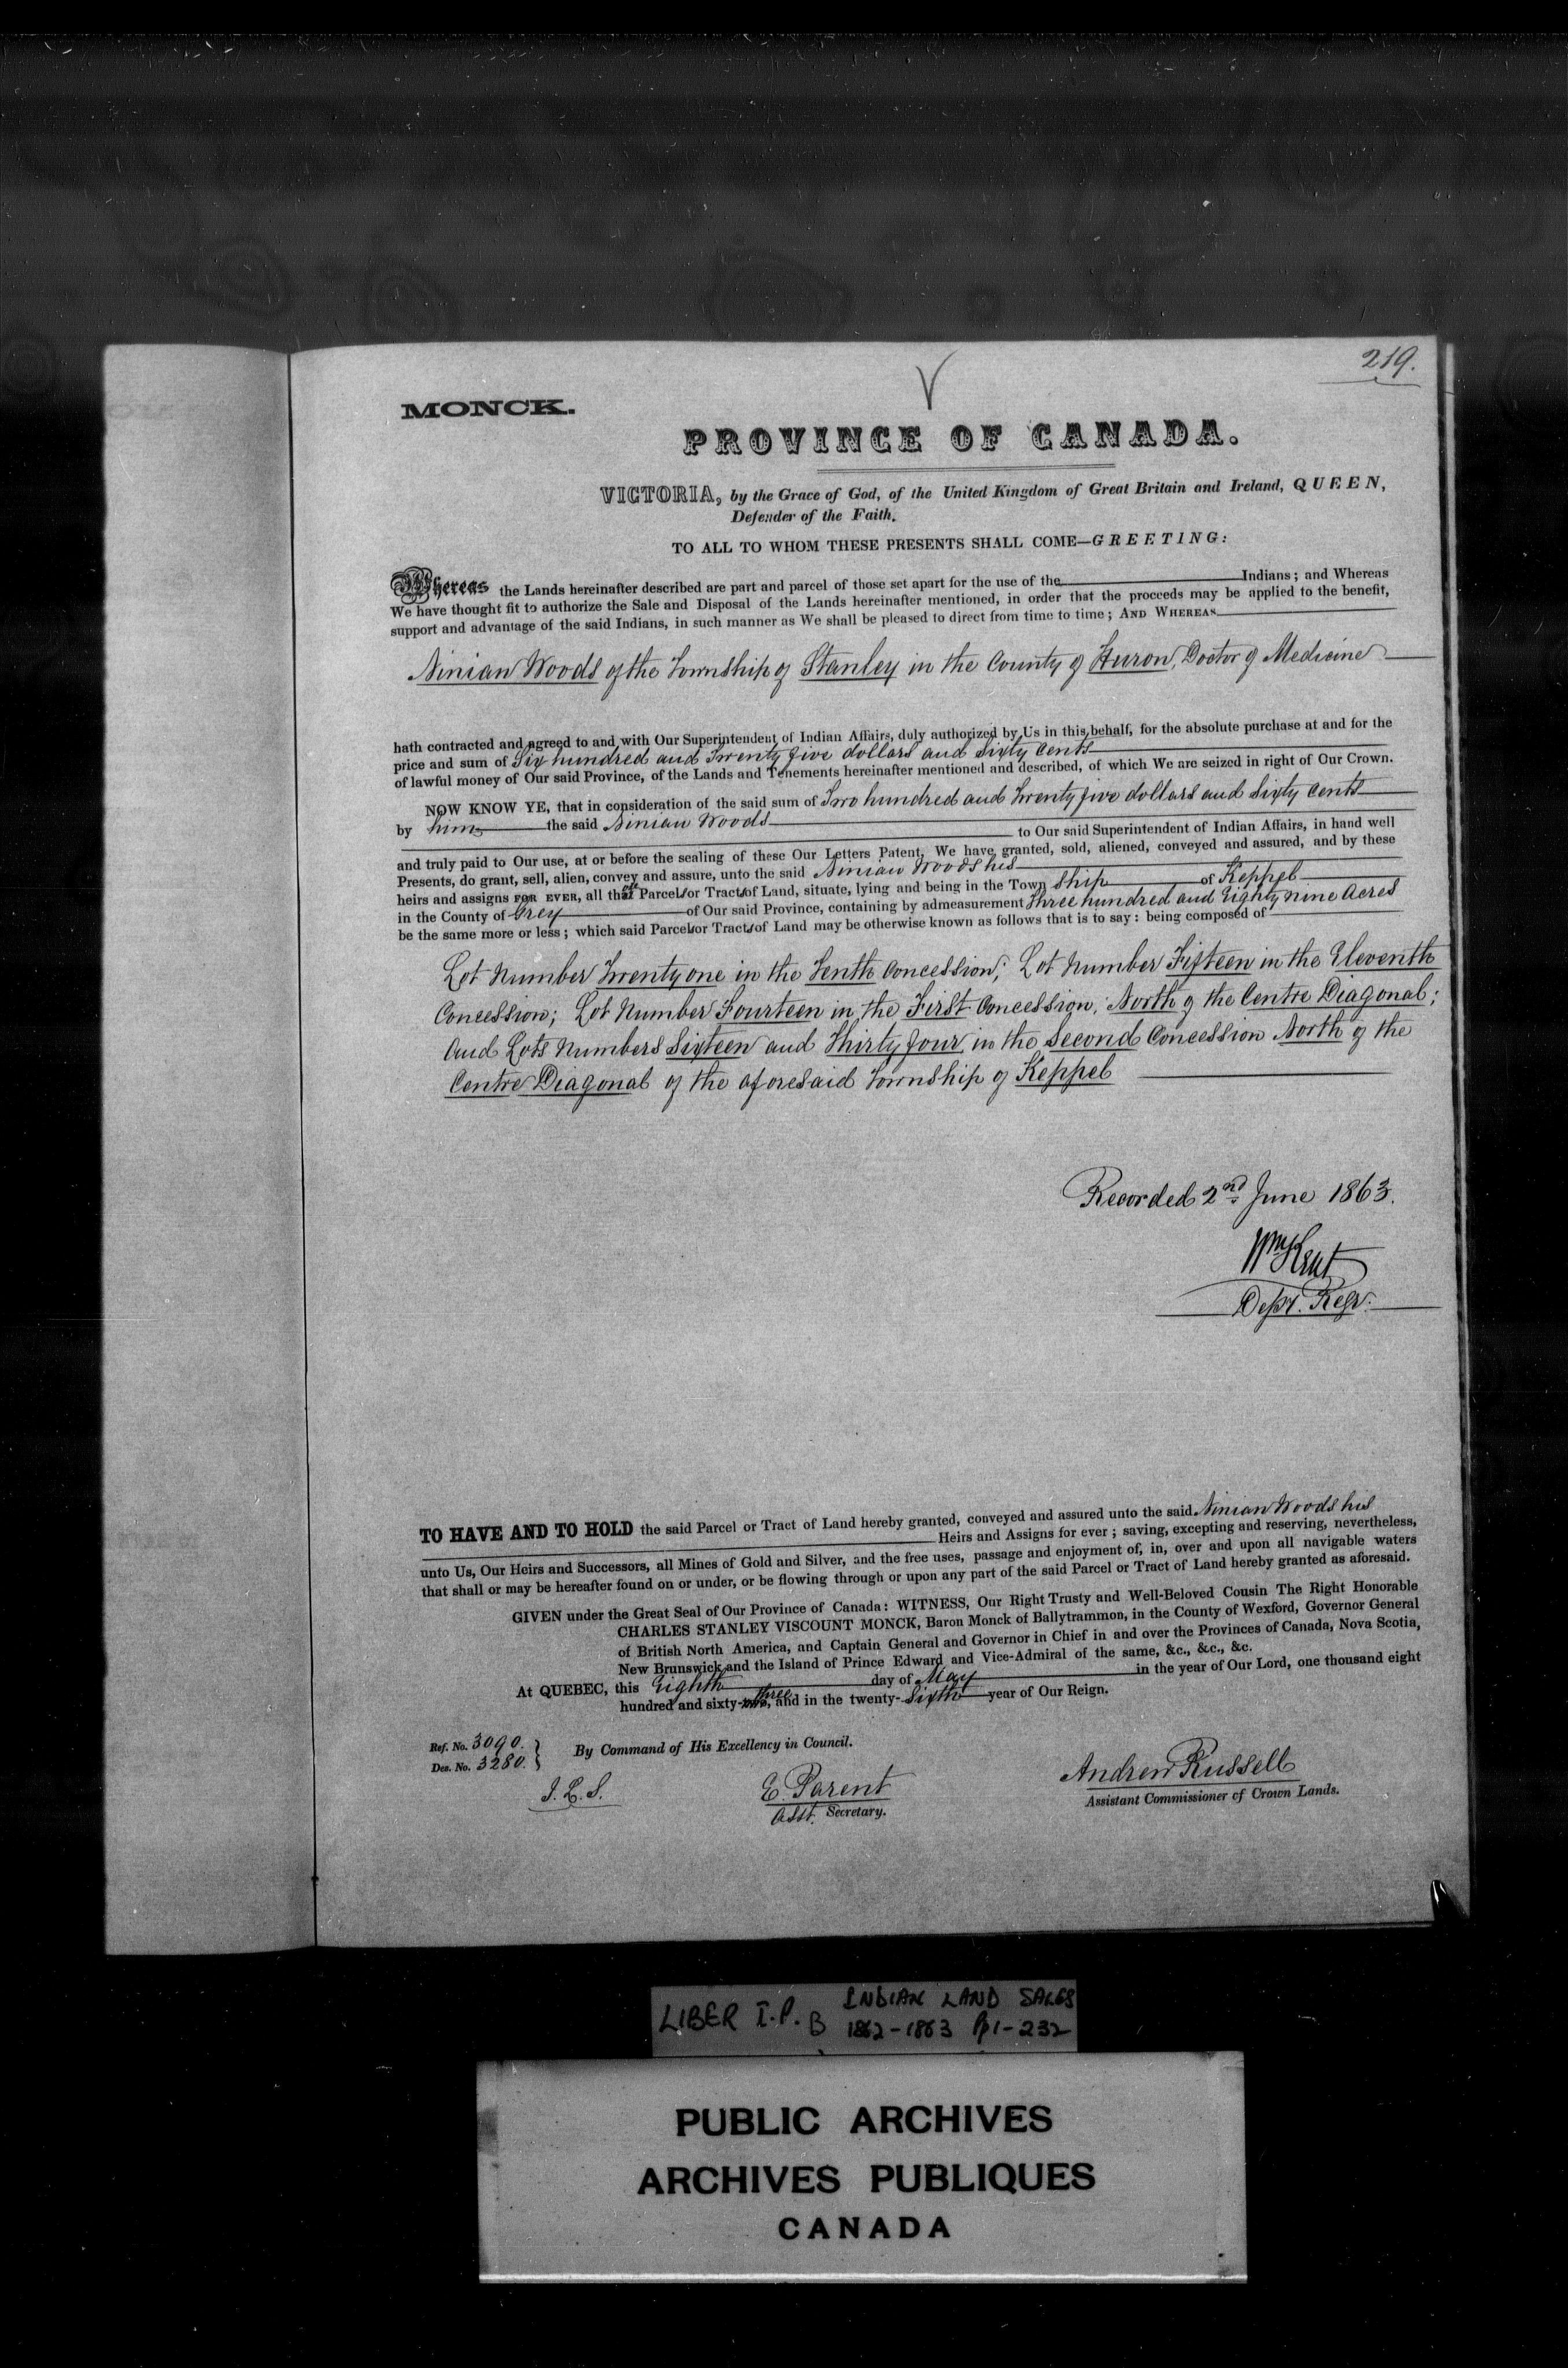 219.
MONCK.
PROVINCE OF CANADA.
VICTORIA, by the Grace of God, of the United Kingdom of Great Britain and Ireland, QUEEN,
Defender of the Faith.
TO ALL TO WHOM THESE PRESENTS SHALL COME—GREETING:
Whereas the Lands hereinafter described are part and parcel of those set apart for the use of the Indians; and Whereas
We have thought fit to authorize the Sale and Disposal of the Lands hereinafter mentioned, in order that the proceeds may be applied to the benefit,
support and advantage of the said Indians, in such manner as We shall be pleased to direct from time to time; AND WHEREAS
Ninian Woods of the Township of Stanley in the County of Huron, Doctor of Medicine
hath contracted and agreed to and with Our Superintendent of Indian Affairs, duly authorized by Us in this behalf, for the absolute purchase at and for the
price and sum of Six hundred and Twenty five dollars and Sixty Cents
of lawful money of Our said Province, of the Lands and Tenements hereinafter mentioned and described, of which We are seized in right of Our Crown.
NOW KNOW YE, that in consideration of the said sum of Two hundred and Twenty five dollars and Sixty Cents
by him the said Ninian Woods
to Our said Superintendent of Indian Affairs, in hand well
and truly paid to Our use, at or before the sealing of these Our Letters Patent, We have granted, sold, aliened, conveyed and assured, and by these
Presents, do grant, sell, alien, convey and assure, unto the said Ninian Woods his
heirs and assigns FOR EVER, all those Parcels or Tracts of Land, situate, lying and being in the Town ship of Keppel
in the County of Grey of Our said Province, containing by admeasurement Three hundred and Eighty nine Acres
be the same more or less; which said Parcels or Tracts of Land may be otherwise known as follows that is to say: being composed of
Lot Number Twenty one in the Tenth Concession; Lot Number Fifteen in the Eleventh
Concession; Lot Number Fourteen in the First Concession, North of the Centre Diagonal;
And Lots Numbers Sixteen and Thirty four, in the Second Concession North of the
Centre Diagonal of the aforesaid Township of Keppel
Recorded 2nd June 1863.
Wm Kent
Depy. Regr.
TO HAVE AND TO HOLD the said Parcel or Tract of Land hereby granted, conveyed and assured unto the said Ninian Woods his
Heirs and Assigns for ever; saving, excepting and reserving, nevertheless,
unto Us, Our Heirs and Successors, all Mines of Gold and Silver, and the free uses, passage and enjoyment of, in, over and upon all navigable waters
that shall or may be hereafter found on or under, or be flowing through or upon any part of the said Parcel or Tract of Land hereby granted as aforesaid.
GIVEN under the Great Seal of Our Province of Canada: WITNESS, Our Right Trusty and Well-Beloved Cousin The Right Honorable
CHARLES STANLEY VISCOUNT MONCK, Baron Monck of Ballytrammon, in the County of Wexford, Governor General
of British North America, and Captain General and Governor in Chief in and over the Provinces of Canada, Nova Scotia,
New Brunswick and the Island of Prince Edward and Vice-Admiral of the same, &c., &c., &c.
At QUEBEC, this Eighth day of May in the year of Our Lord, one thousand eight
hundred and sixty-three, and in the twenty-Sixth year of Our Reign.
Ref. No. 3090.
Des. No. 3280.
By Command of His Excellency in Council.
J. L. S.
E. Parent
Asst. Secretary.
Andrew Russell
Assistant Commissioner of Crown Lands.
LIBER I.P. B INDIAN LAND SALES
1862-1863 Pp 1-232
PUBLIC ARCHIVES
ARCHIVES PUBLIQUES
CANADA